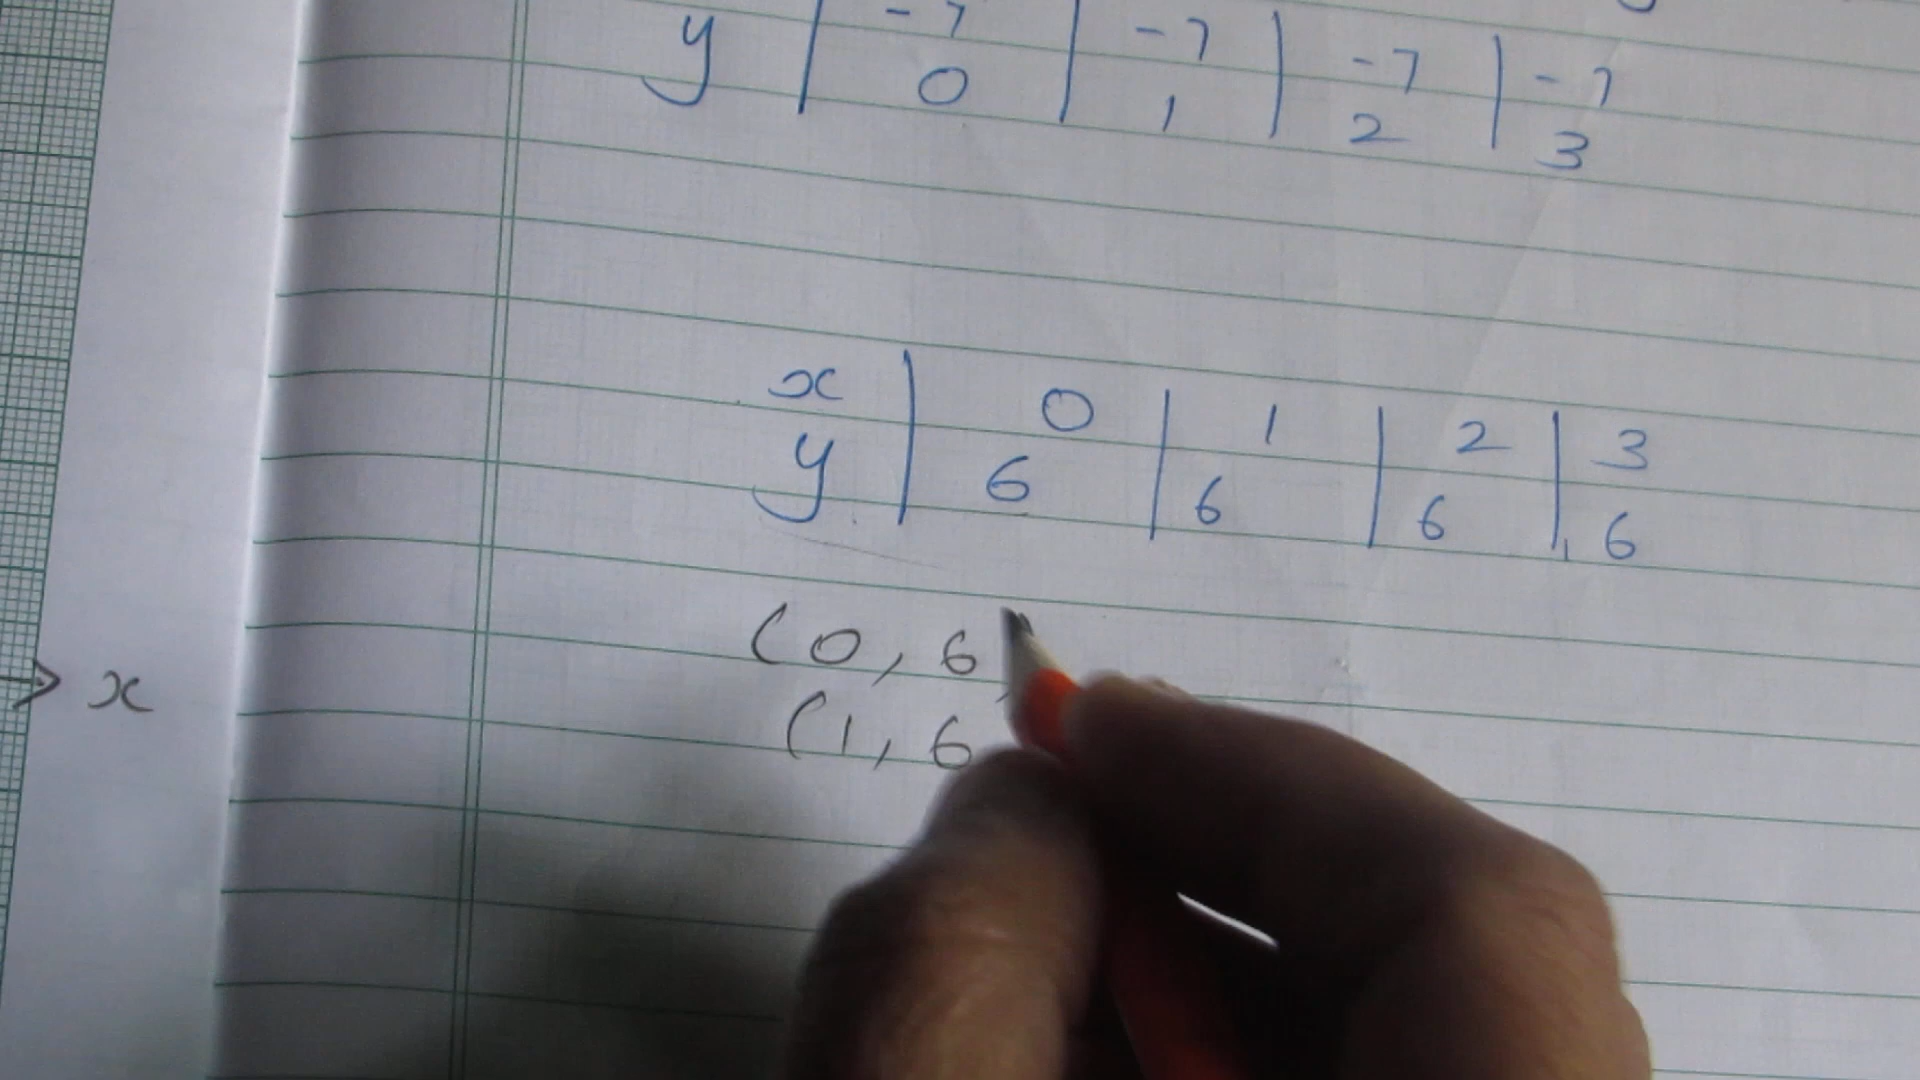 -7 | -7 | -7 | -7
y | 0 | 1 | 2 | 3
x | 0 | 1 | 2 | 3
y | 6 | 6 | 6 | 6
(0, 6)
(1, 6
x